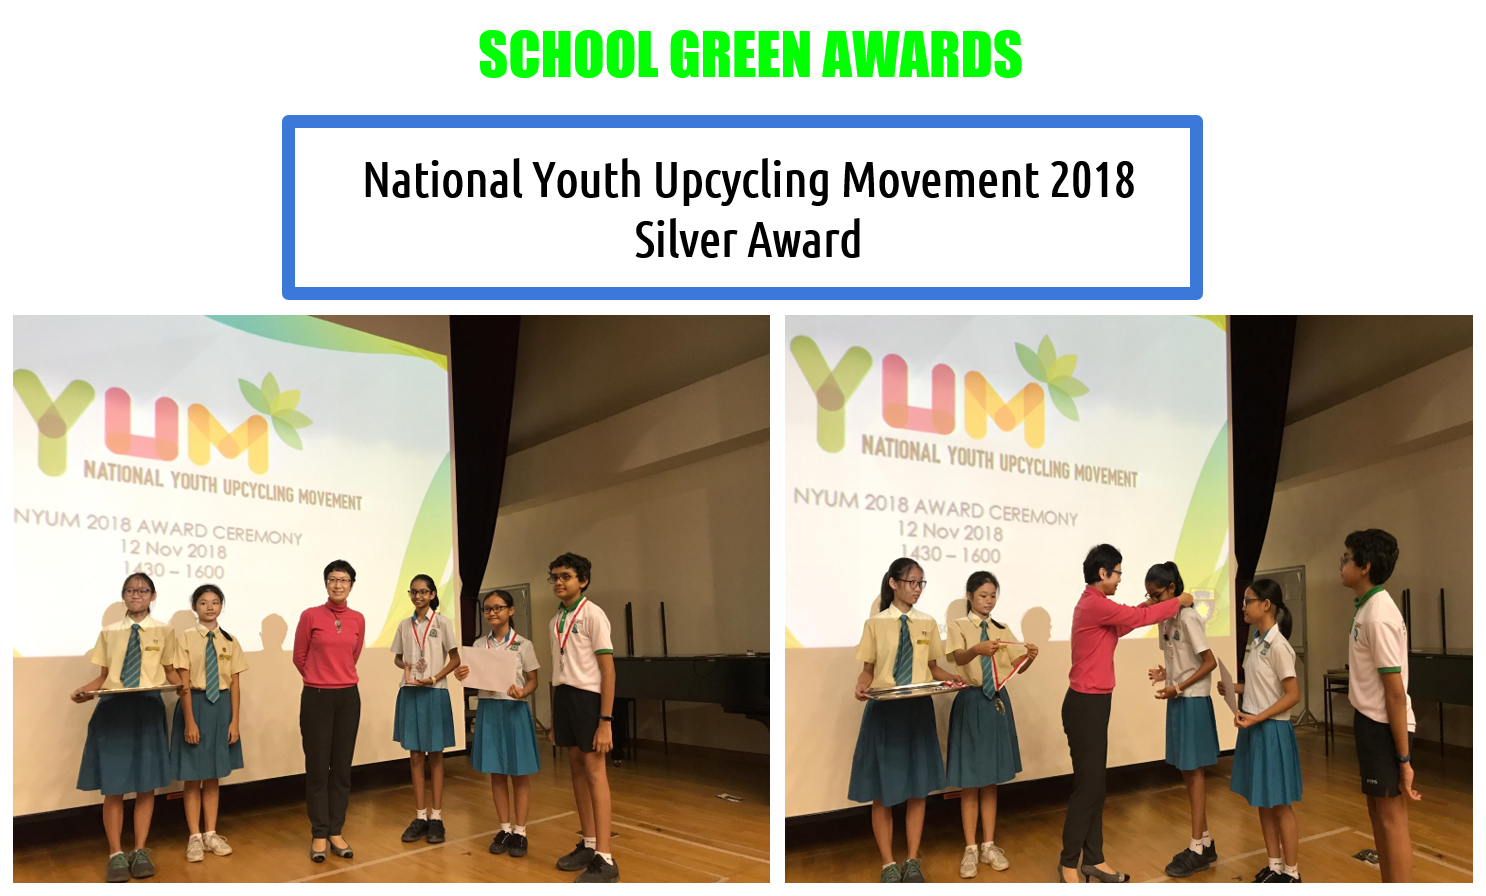 SCHOOL GREEN AWARDS
National Youth Upcycling Movement 2018
Silver Award
YUM
NATIONAL YOUTH UPCYCLING MOVEMENT
NYUM 2018 AWARD CEREMONY
12 Nov 2018
1430 – 1600
YUM
NATIONAL YOUTH UPCYCLING MOVEMENT
NYUM 2018 AWARD CEREMONY
12 Nov 2018
1430 – 1600